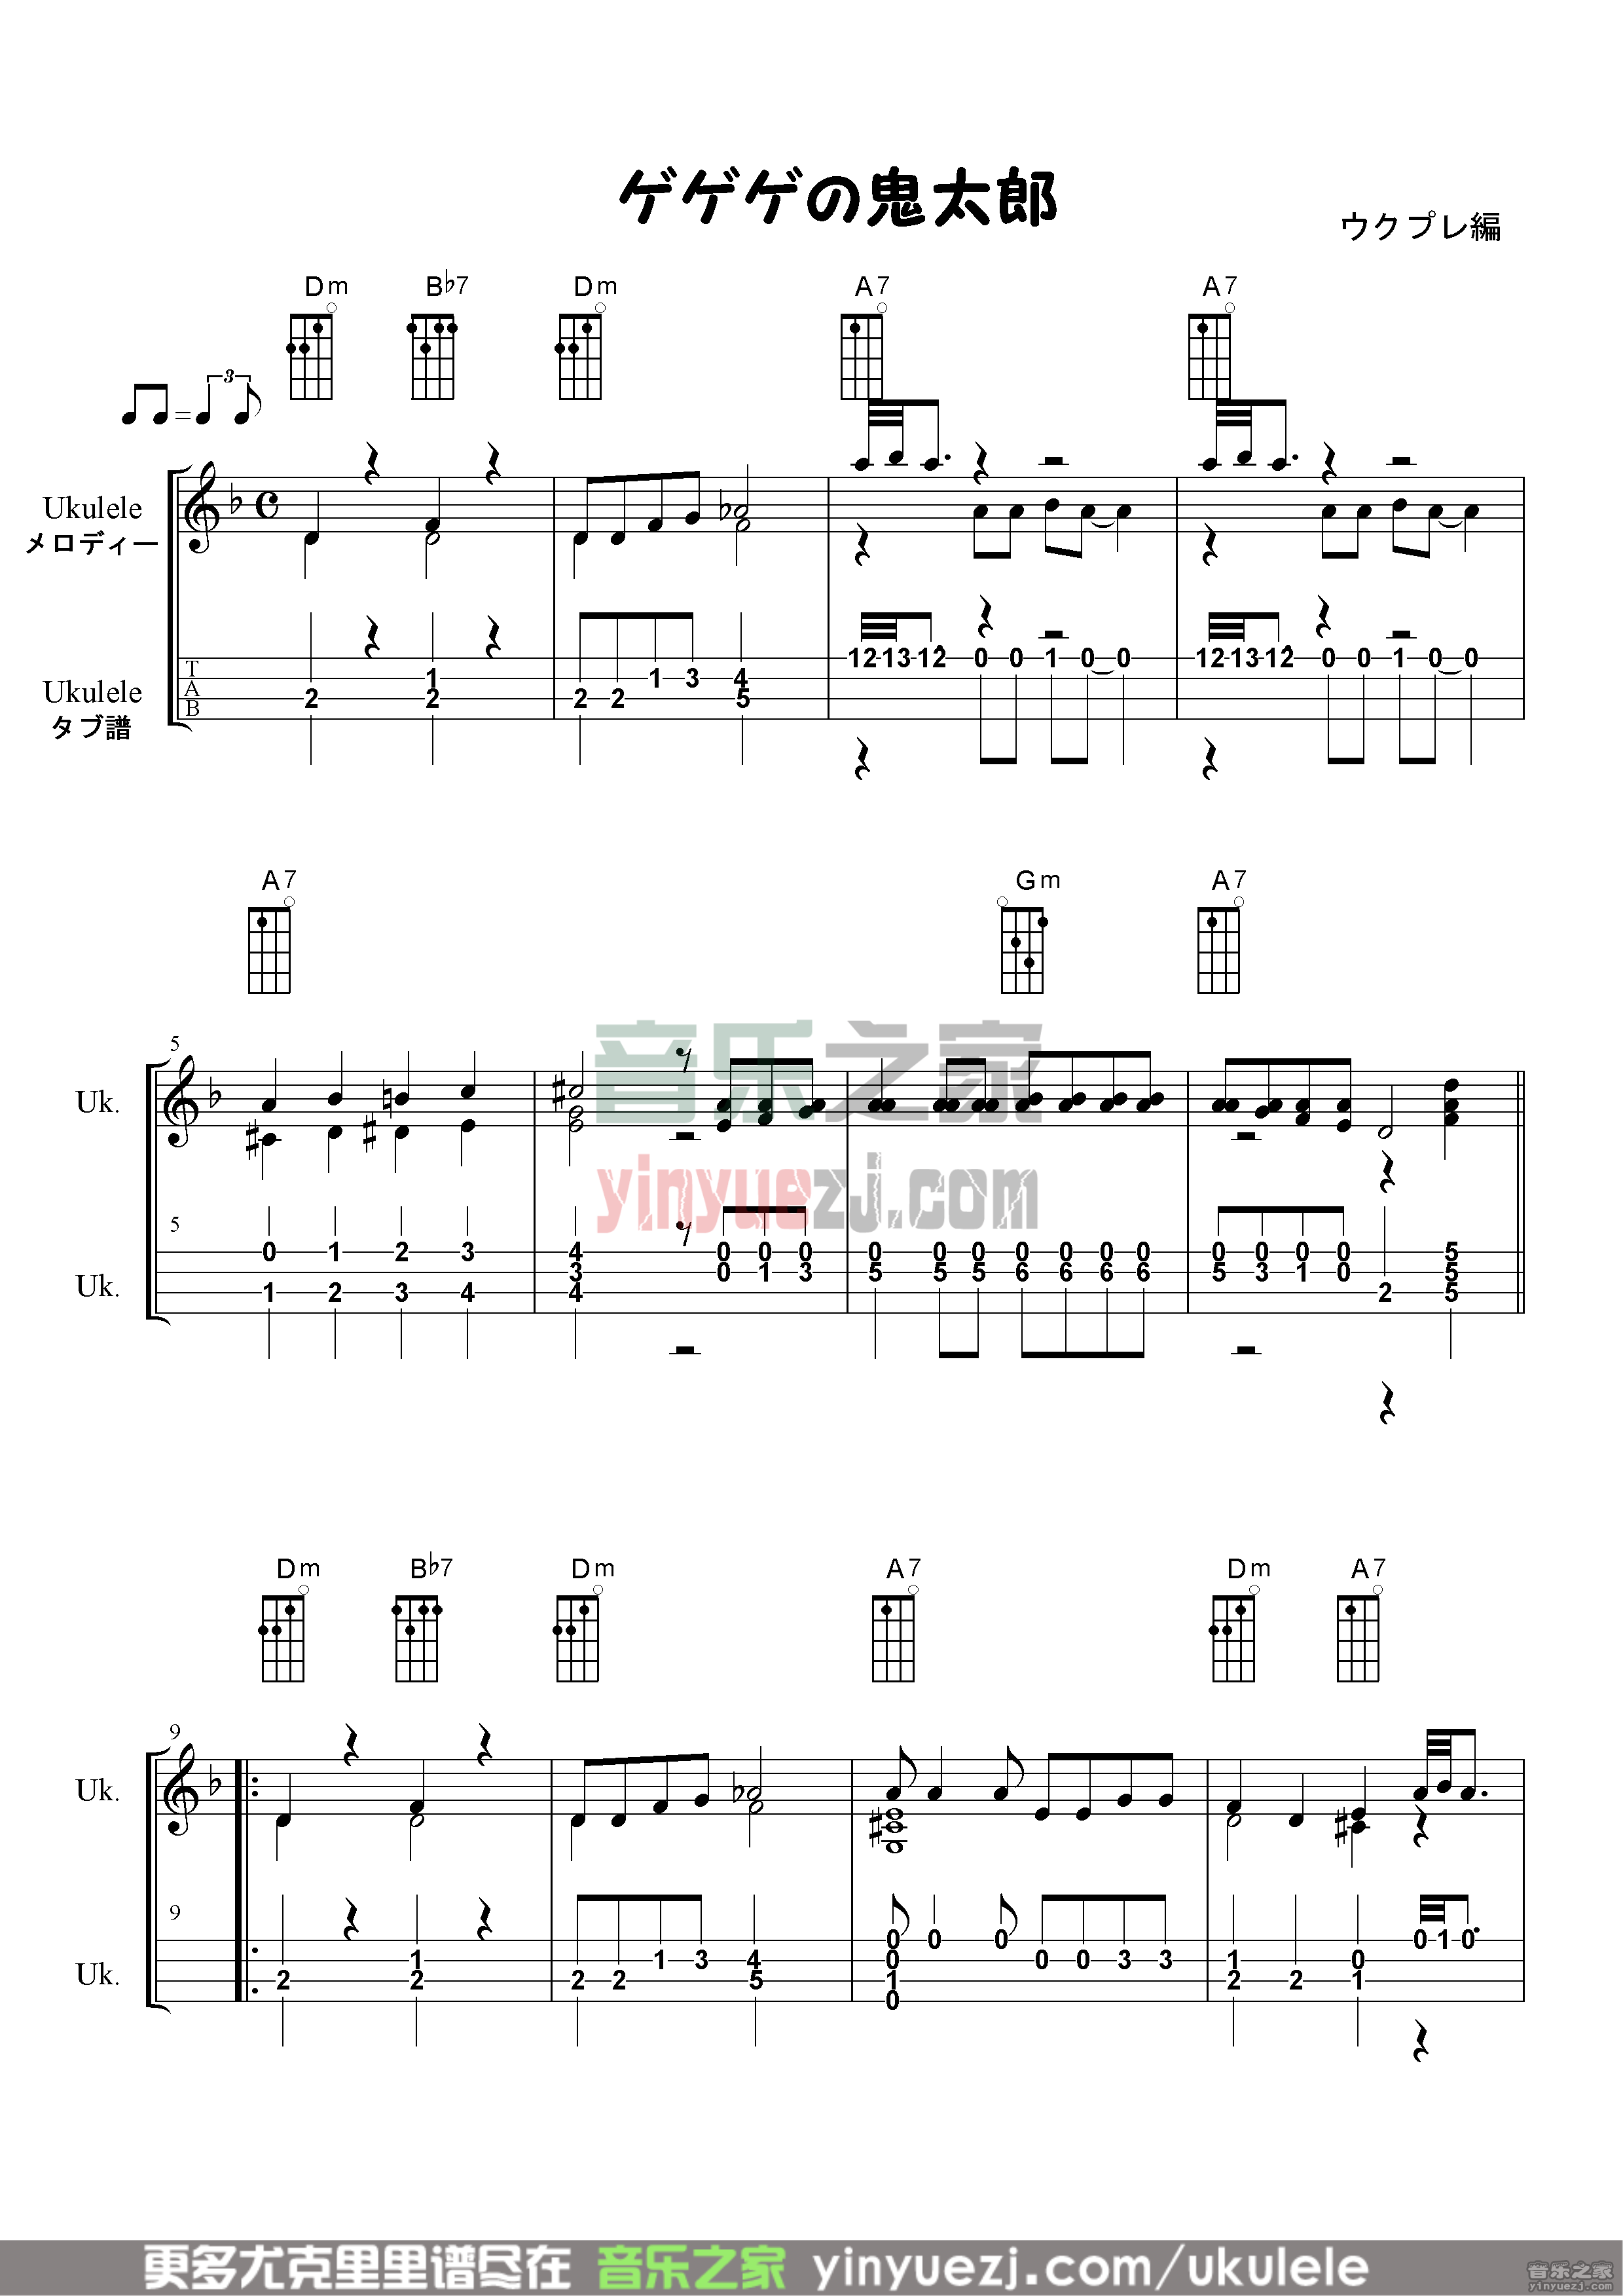 ゲゲゲの鬼太郎
ウクプレ編
Dm B♭7 Dm A7 A7
3
=
Ukulele
メロディー
12 13 12 0 0 1 0 0 12 13 12 0 0 1 0 0
1 1 3 4
2 2 2 2 5
TAB
Ukulele
タブ譜
A7 Gm A7
5
Uk.
音乐之家
yinyuezj.com
5
0 1 2 3 4 0 0 0 0 0 0 0 0 0 0 0 0 0 0 5
3 0 1 3 5 5 5 6 6 6 6 5 3 1 0 5
1 2 3 4 4 2 5
Uk.
Dm B♭7 Dm A7 Dm A7
9
Uk.
9
0 0 0 0 1 0
1 1 3 4 0 0 0 3 3 1 0
2 2 2 2 5 1 2 2 1
0
Uk.
更多尤克里里谱尽在 音乐之家 yinyuezj.com/ukulele
音乐之家
yinyuezj.com